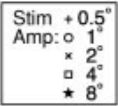 Stim + 0.5°
Amp: o 1°
× 2°
□ 4°
★ 8°